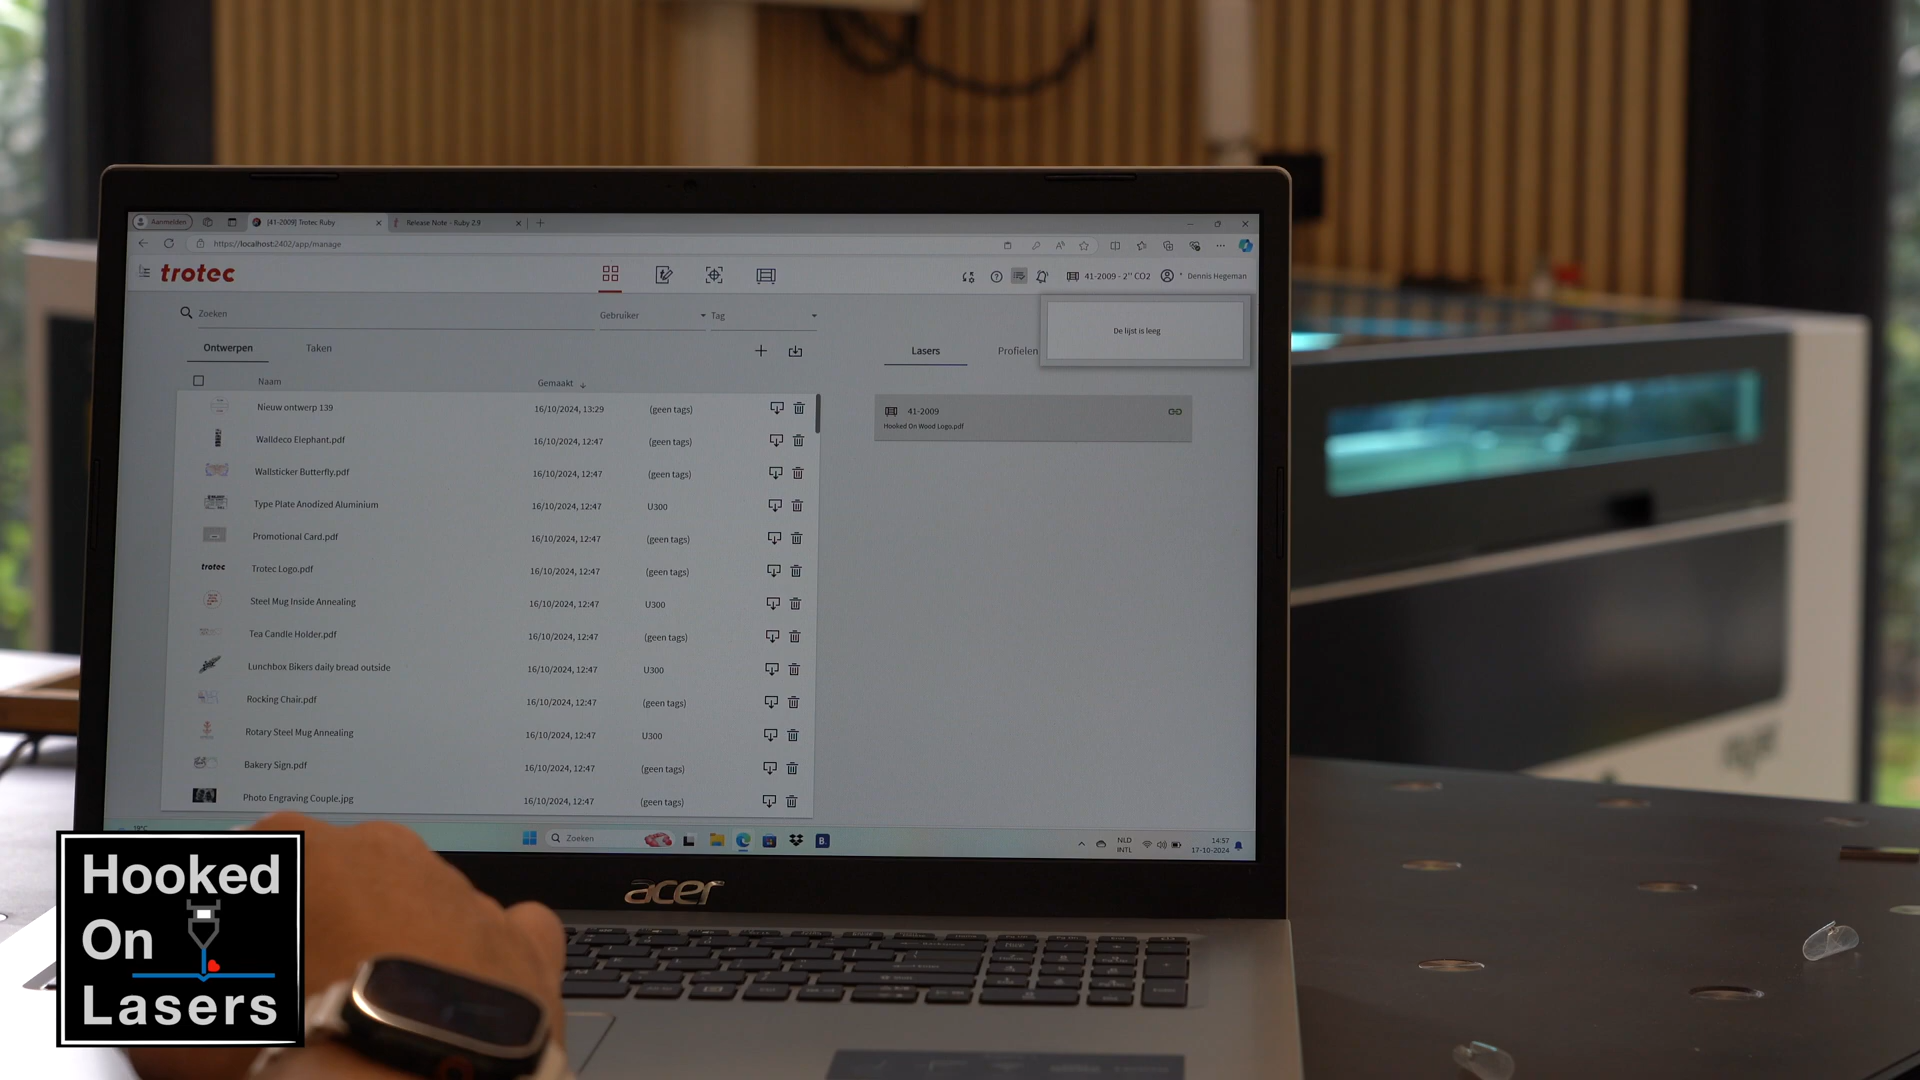 Aanmelden
[41-2009] Trotec Ruby
Release Note - Ruby 2.9
https://localhost:2402/app/manage
trotec
41-2009 - 2'' CO2
Dennis Hegeman
Zoeken
Gebruiker
Tag
De lijst is leeg
Ontwerpen
Taken
Lasers
Profielen
Naam
Gemaakt
Nieuw ontwerp 139 16/10/2024, 13:29 (geen tags)
Walldeco Elephant.pdf 16/10/2024, 12:47 (geen tags)
Wallsticker Butterfly.pdf 16/10/2024, 12:47 (geen tags)
Type Plate Anodized Aluminium 16/10/2024, 12:47 U300
Promotional Card.pdf 16/10/2024, 12:47 (geen tags)
trotec Trotec Logo.pdf 16/10/2024, 12:47 (geen tags)
Steel Mug Inside Annealing 16/10/2024, 12:47 U300
Tea Candle Holder.pdf 16/10/2024, 12:47 (geen tags)
Lunchbox Bikers daily bread outside 16/10/2024, 12:47 U300
Rocking Chair.pdf 16/10/2024, 12:47 (geen tags)
Rotary Steel Mug Annealing 16/10/2024, 12:47 U300
Bakery Sign.pdf 16/10/2024, 12:47 (geen tags)
Photo Engraving Couple.jpg 16/10/2024, 12:47 (geen tags)
41-2009
Hooked On Wood Logo.pdf
19°C
Zoeken
NLD
INTL
14:57
17-10-2024
acer
Hooked
On
Lasers